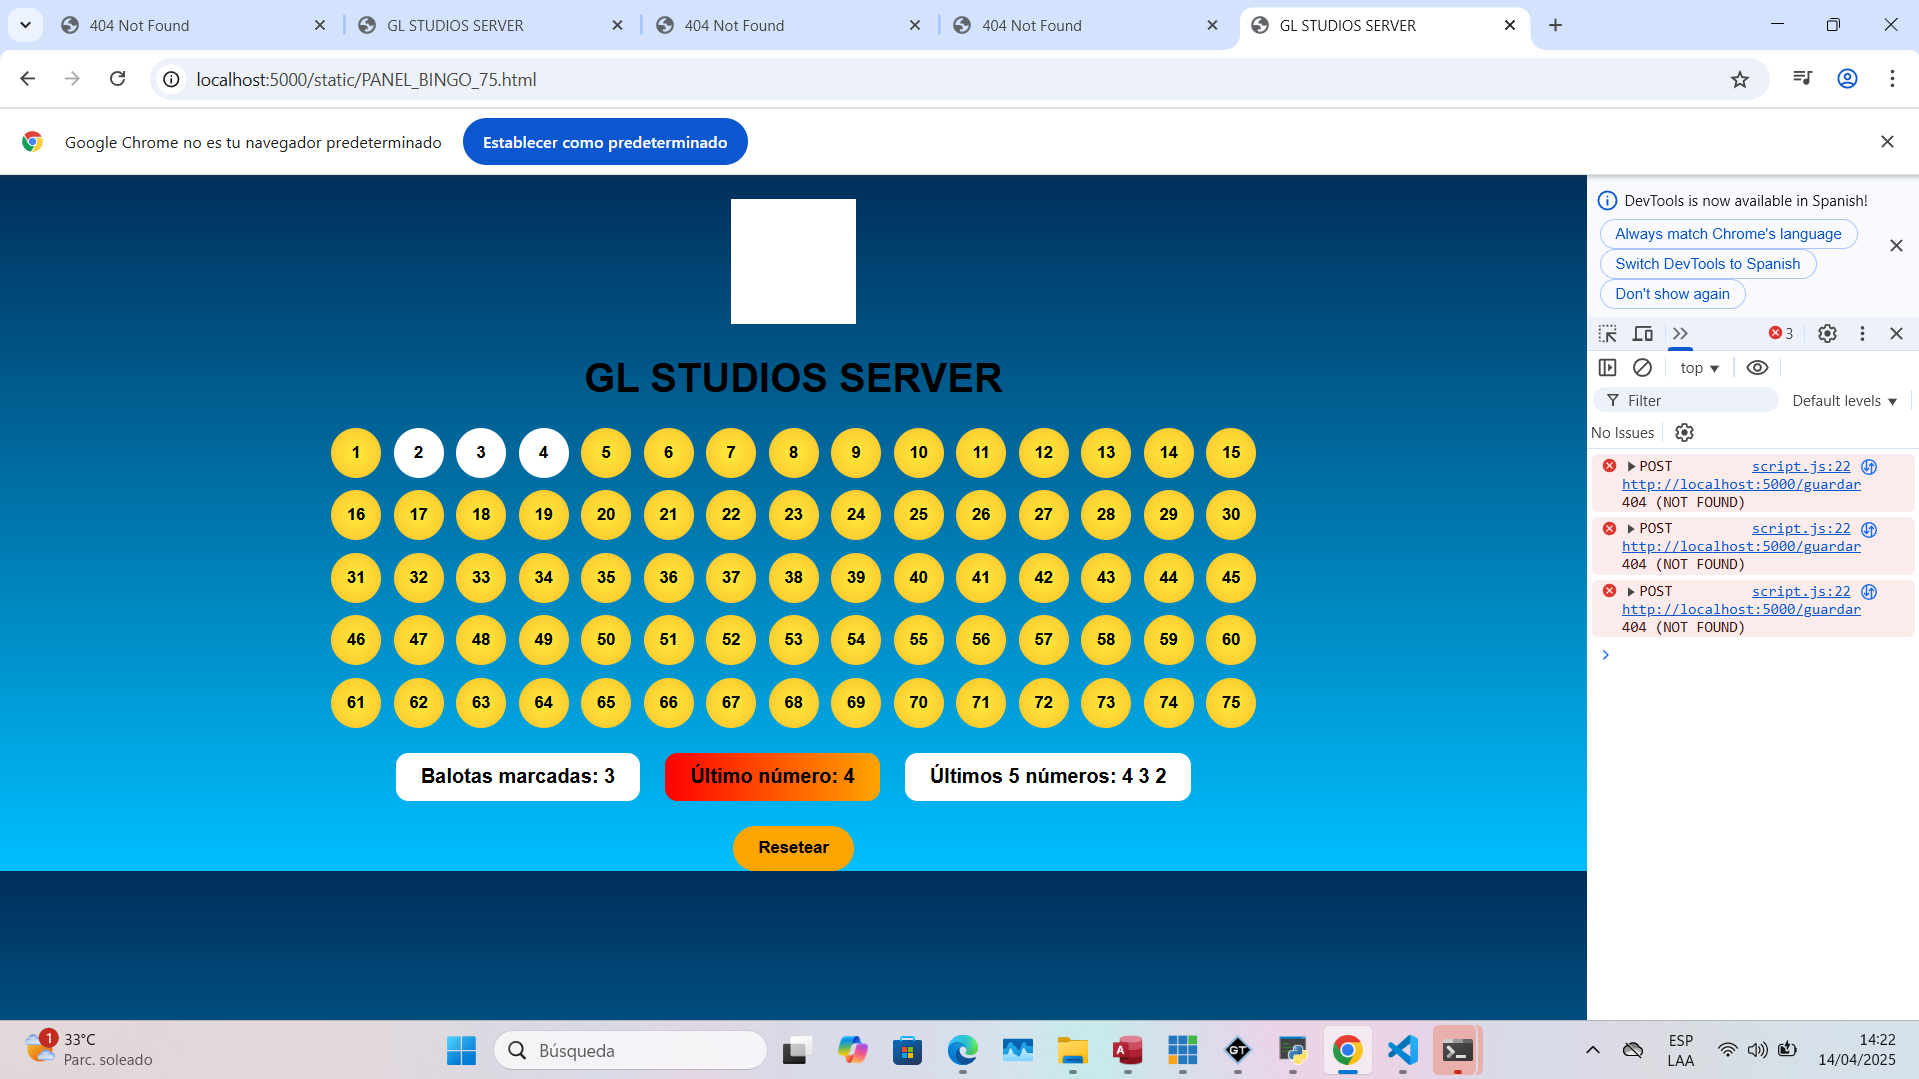 404 Not Found
GL STUDIOS SERVER
404 Not Found
404 Not Found
GL STUDIOS SERVER
localhost:5000/static/PANEL_BINGO_75.html
Google Chrome no es tu navegador predeterminado
Establecer como predeterminado
GL STUDIOS SERVER
1 2 3 4 5 6 7 8 9 10 11 12 13 14 15
16 17 18 19 20 21 22 23 24 25 26 27 28 29 30
31 32 33 34 35 36 37 38 39 40 41 42 43 44 45
46 47 48 49 50 51 52 53 54 55 56 57 58 59 60
61 62 63 64 65 66 67 68 69 70 71 72 73 74 75
Balotas marcadas: 3
Último número: 4
Últimos 5 números: 4 3 2
Resetear
DevTools is now available in Spanish!
Always match Chrome's language
Switch DevTools to Spanish
Don't show again
3
top
Filter
Default levels
No Issues
POST script.js:22
http://localhost:5000/guardar
404 (NOT FOUND)
POST script.js:22
http://localhost:5000/guardar
404 (NOT FOUND)
POST script.js:22
http://localhost:5000/guardar
404 (NOT FOUND)
1
33°C
Parc. soleado
Búsqueda
A
GT
ESP
LAA
14:22
14/04/2025